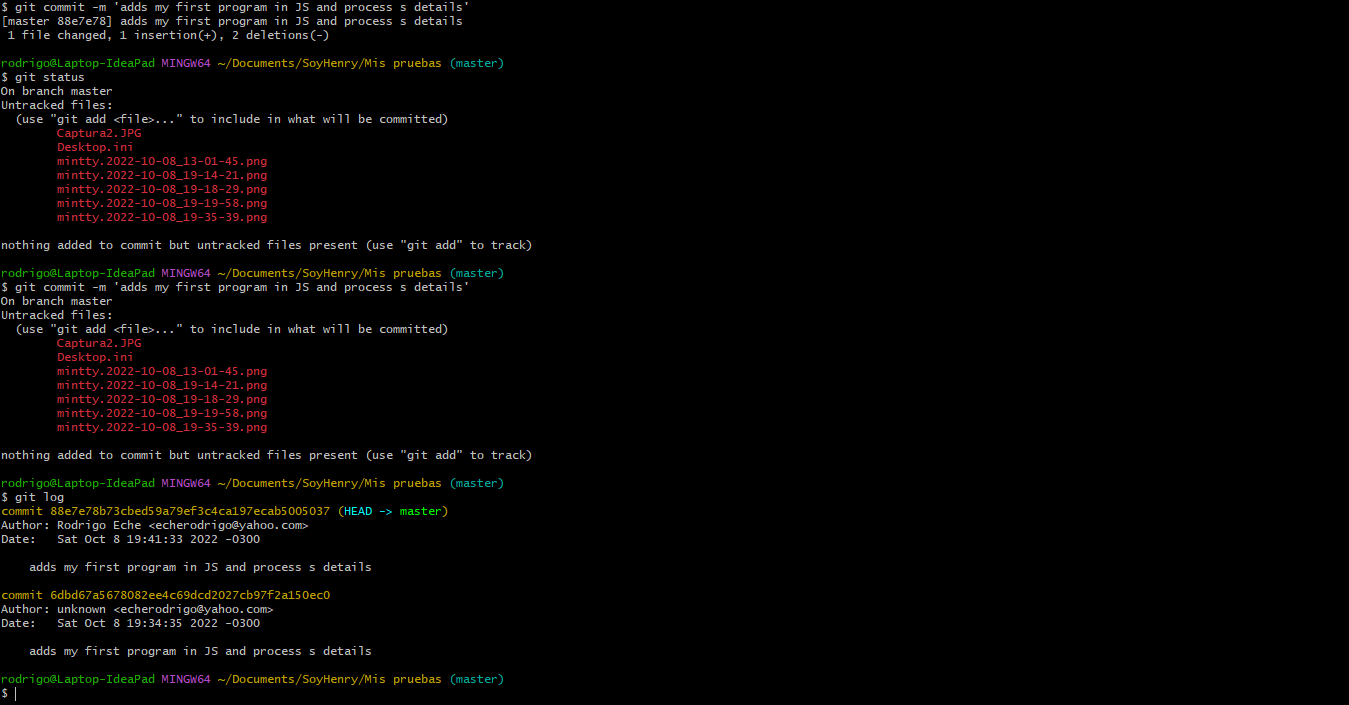 $ git commit -m 'adds my first program in JS and process s details'
[master 88e7e78] adds my first program in JS and process s details
 1 file changed, 1 insertion(+), 2 deletions(-)

rodrigo@Laptop-IdeaPad MINGW64 ~/Documents/SoyHenry/Mis pruebas (master)
$ git status
On branch master
Untracked files:
  (use "git add <file>..." to include in what will be committed)
        Captura2.JPG
        Desktop.ini
        mintty.2022-10-08_13-01-45.png
        mintty.2022-10-08_19-14-21.png
        mintty.2022-10-08_19-18-29.png
        mintty.2022-10-08_19-19-58.png
        mintty.2022-10-08_19-35-39.png

nothing added to commit but untracked files present (use "git add" to track)

rodrigo@Laptop-IdeaPad MINGW64 ~/Documents/SoyHenry/Mis pruebas (master)
$ git commit -m 'adds my first program in JS and process s details'
On branch master
Untracked files:
  (use "git add <file>..." to include in what will be committed)
        Captura2.JPG
        Desktop.ini
        mintty.2022-10-08_13-01-45.png
        mintty.2022-10-08_19-14-21.png
        mintty.2022-10-08_19-18-29.png
        mintty.2022-10-08_19-19-58.png
        mintty.2022-10-08_19-35-39.png

nothing added to commit but untracked files present (use "git add" to track)

rodrigo@Laptop-IdeaPad MINGW64 ~/Documents/SoyHenry/Mis pruebas (master)
$ git log
commit 88e7e78b73cbed59a79ef3c4ca197ecab5005037 (HEAD -> master)
Author: Rodrigo Eche <echerodrigo@yahoo.com>
Date:   Sat Oct 8 19:41:33 2022 -0300

    adds my first program in JS and process s details

commit 6dbd67a5678082ee4c69dcd2027cb97f2a150ec0
Author: unknown <echerodrigo@yahoo.com>
Date:   Sat Oct 8 19:34:35 2022 -0300

    adds my first program in JS and process s details

rodrigo@Laptop-IdeaPad MINGW64 ~/Documents/SoyHenry/Mis pruebas (master)
$